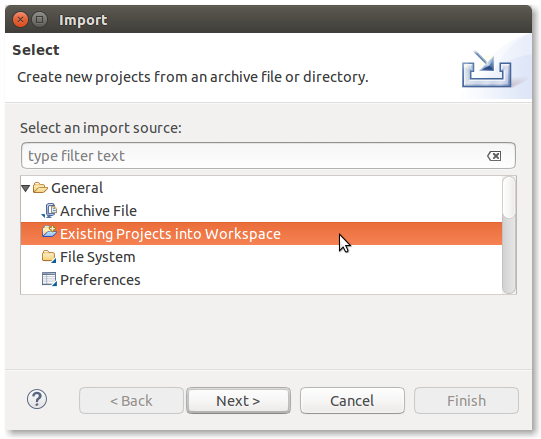 Import
Select
Create new projects from an archive file or directory.
Select an import source:
type filter text
General
Archive File
Existing Projects into Workspace
File System
Preferences
? < Back Next > Cancel Finish